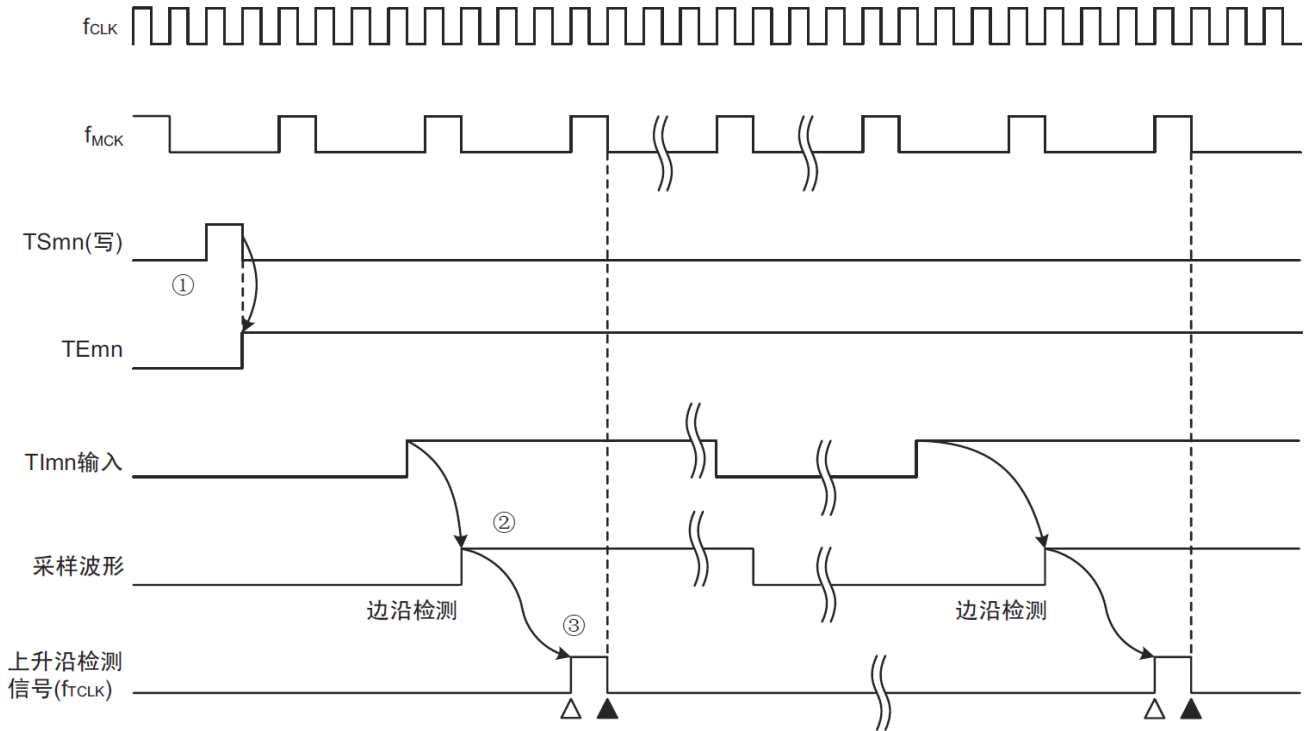 fCLK
fMCK
TSmn(写)
①
TEmn
TImn输入
②
采样波形
边沿检测 边沿检测
③
上升沿检测
信号(fTCLK)